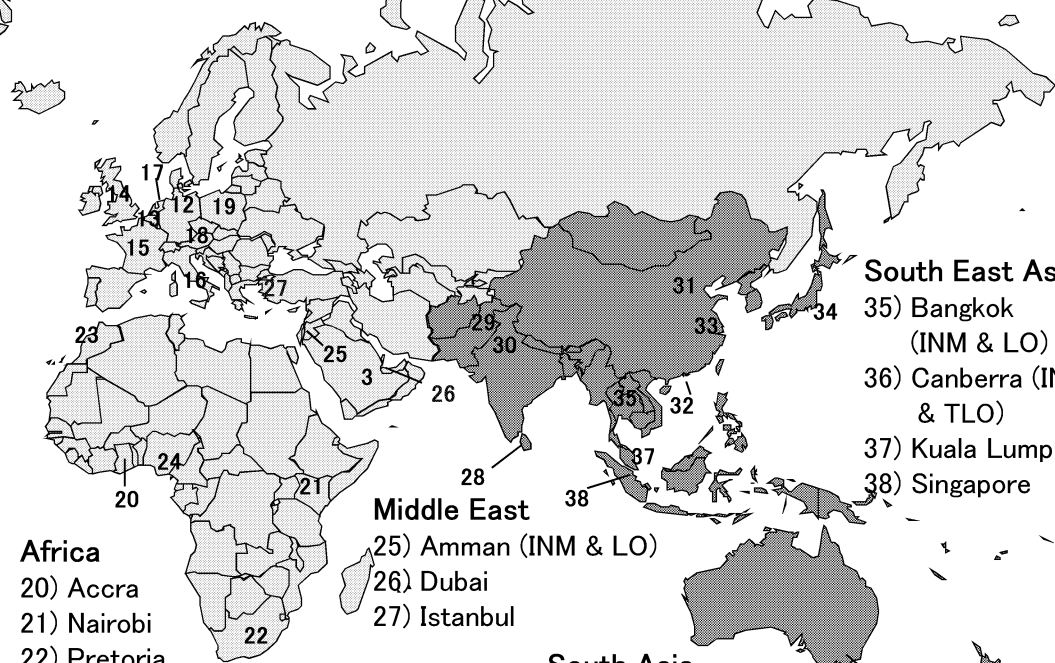 17
14
12
19
13
18
15
16
27
31
South East As
29
33
34
35) Bangkok
23
30
(INM & LO)
25
3
26
35
32
36) Canberra (IN
& TLO)
24
37
37) Kuala Lump
28
21
38
38) Singapore
20
Middle East
Africa
25) Amman (INM & LO)
20) Accra
26) Dubai
21) Nairobi
27) Istanbul
22
22) Pretoria
South Asia